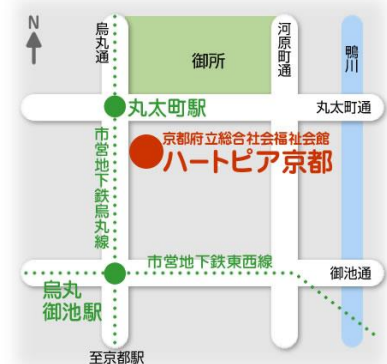 N
烏丸通
河原町通
鴨川
御所
丸太町駅
丸太町通
京都府立総合社会福祉会館
ハートピア京都
市営地下鉄烏丸線
市営地下鉄東西線
御池通
烏丸
御池駅
至京都駅